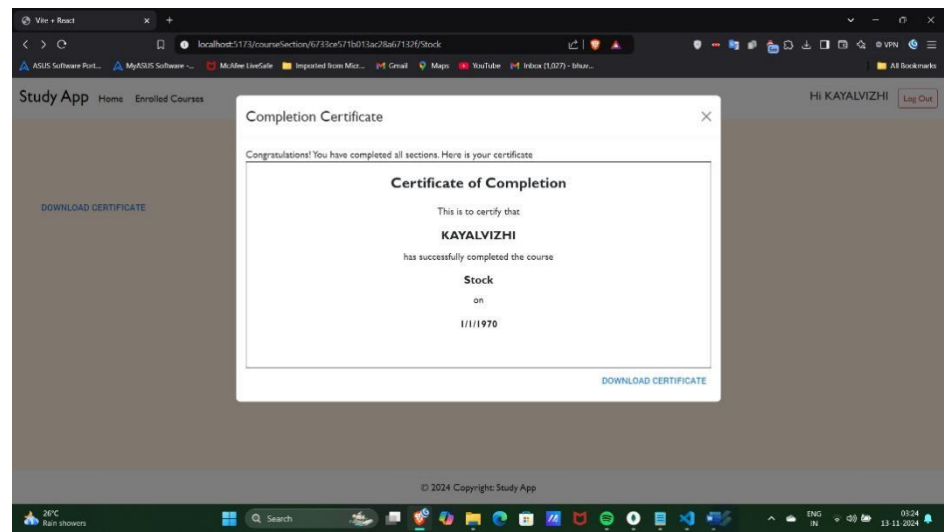 Vite + React
localhost:5173/courseSection/6733ce571b013ac28a67132f/Stock
VPN
ASUS Software Port...
MyASUS Software -...
McAfee LiveSafe
Imported from Micr...
Gmail
Maps
YouTube
Inbox (1,027) - bhuv...
All Bookmarks
Study App Home Enrolled Courses
Hi KAYALVIZHI Log Out
Completion Certificate
Congratulations! You have completed all sections. Here is your certificate
Certificate of Completion
This is to certify that
KAYALVIZHI
has successfully completed the course
Stock
on
1/1/1970
DOWNLOAD CERTIFICATE
DOWNLOAD CERTIFICATE
© 2024 Copyright: Study App
26°C
Rain showers
Search
ENG
IN
03:24
13-11-2024